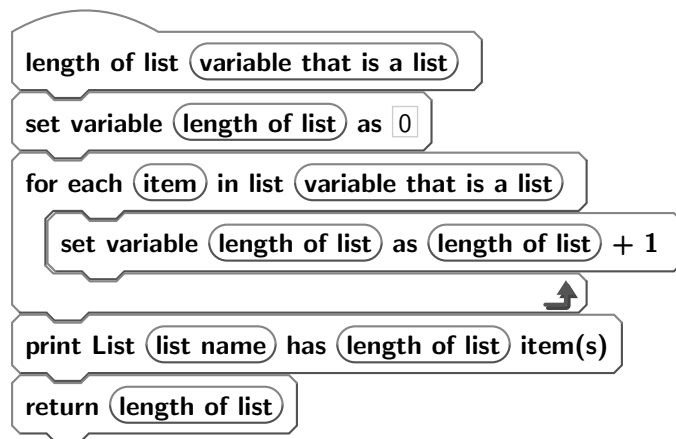 length of list variable that is a list
set variable length of list as 0
for each item in list variable that is a list
set variable length of list as length of list + 1
print List list name has length of list item(s)
return length of list